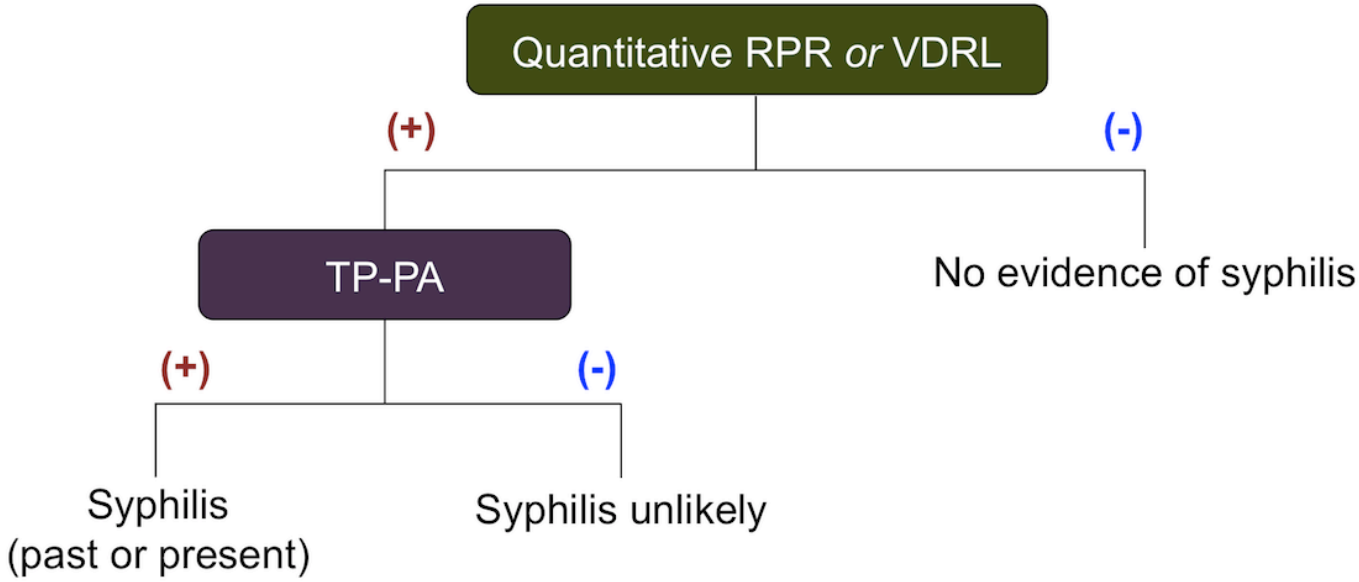 Quantitative RPR or VDRL
(+)
(-)
TP-PA
No evidence of syphilis
(+)
(-)
Syphilis
(past or present)
Syphilis unlikely